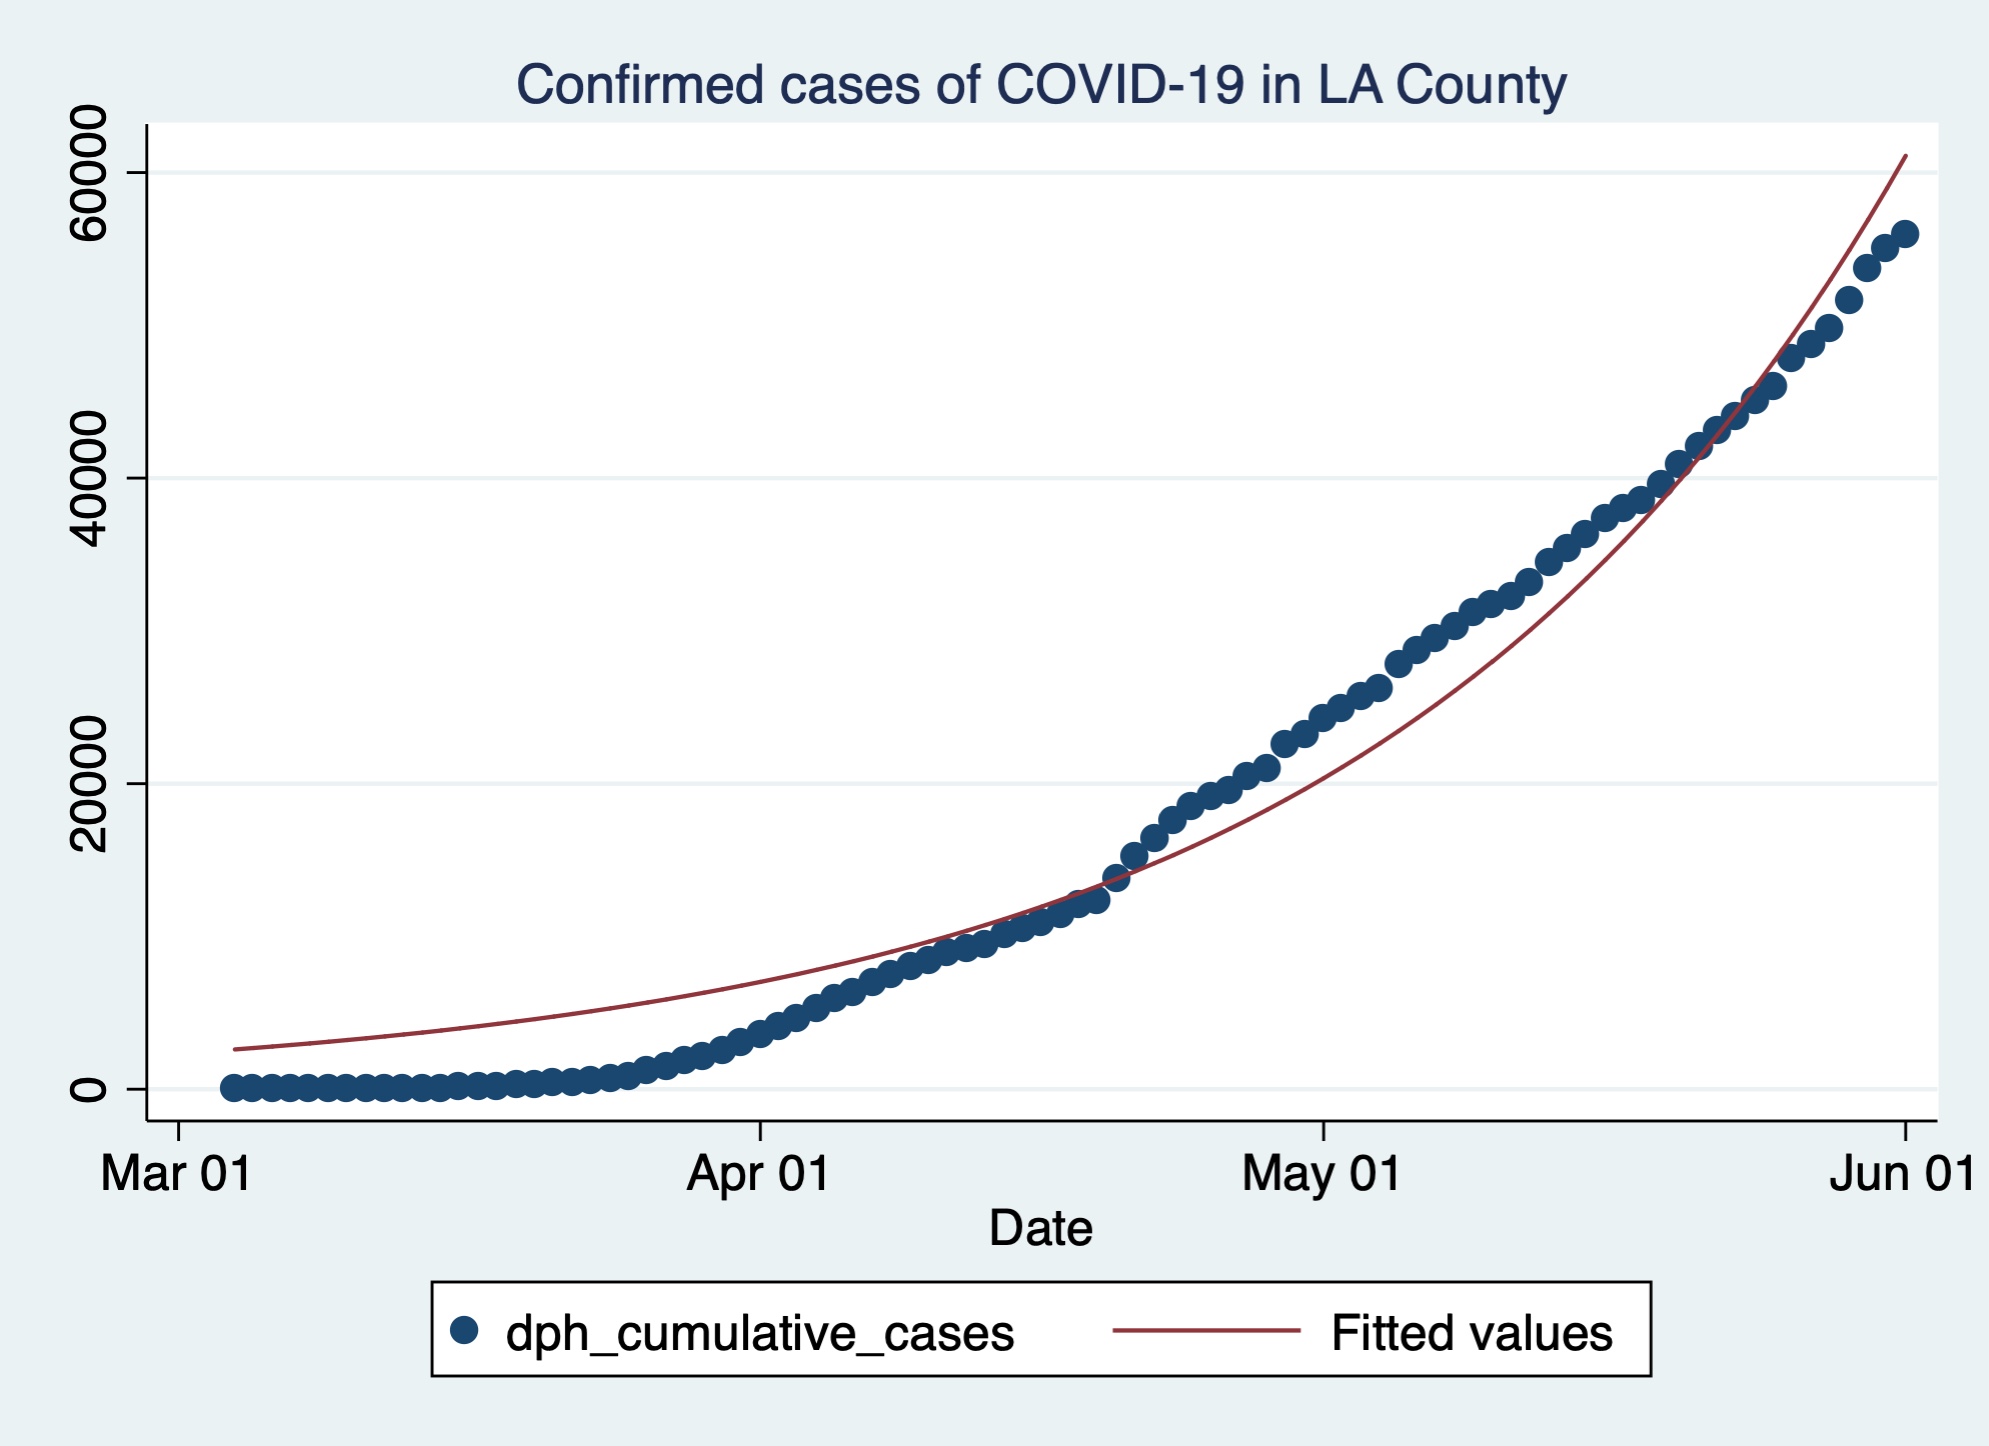 Confirmed cases of COVID-19 in LA County
60000
40000
20000
0
Mar 01 Apr 01 May 01 Jun 01
Date
dph_cumulative_cases Fitted values